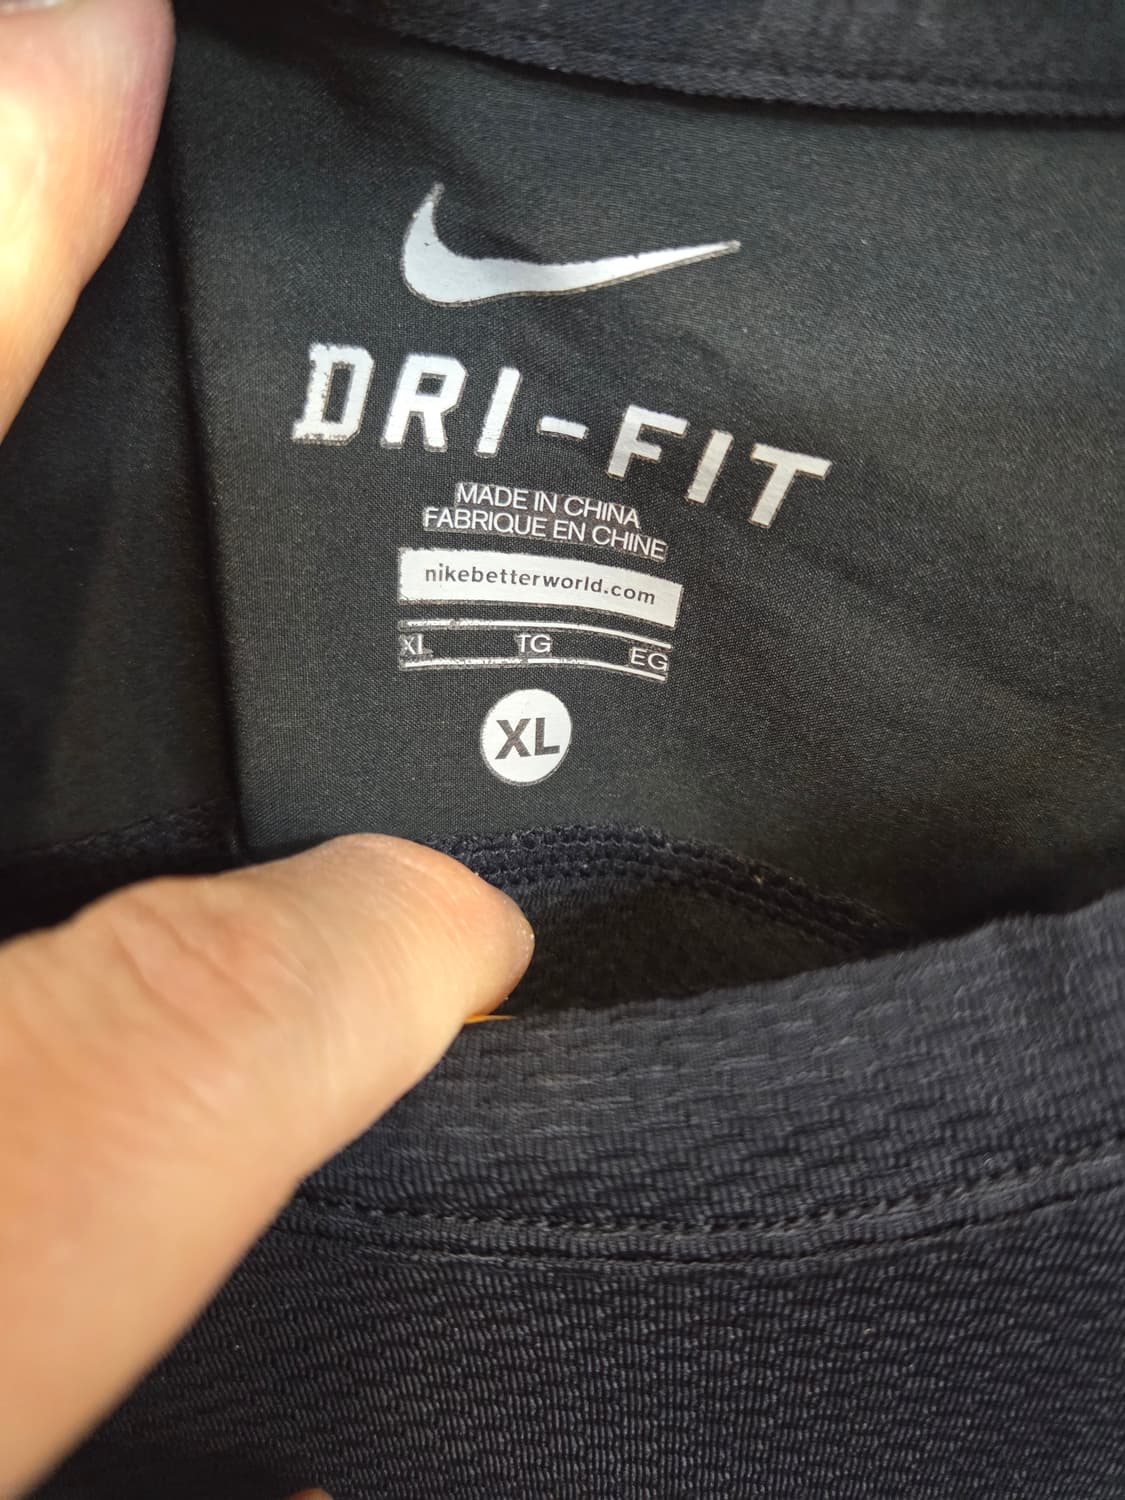 DRI-FIT
MADE IN CHINA
FABRIQUE EN CHINE
nikebetterworld.com
XL TG EG
XL